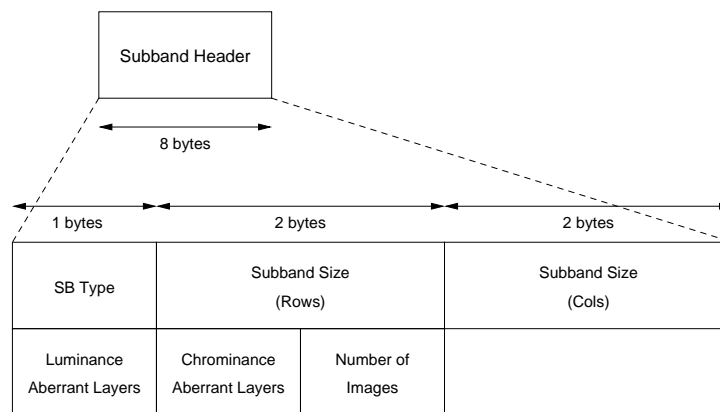 Subband Header
8 bytes
1 bytes
2 bytes
2 bytes
SB Type
Subband Size
(Rows)
Subband Size
(Cols)
Luminance
Aberrant Layers
Chrominance
Aberrant Layers
Number of
Images